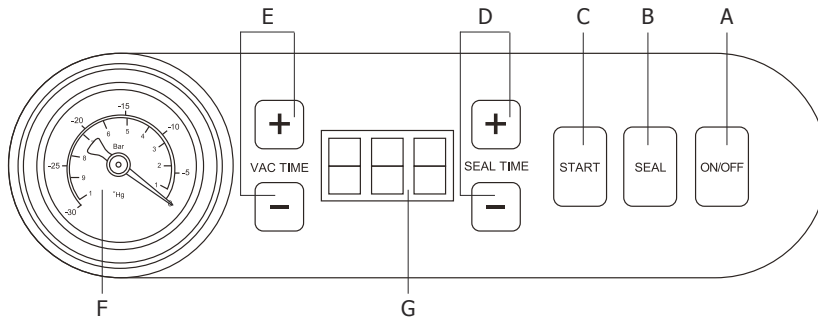 E
D
C
B
A
-15
-20
-10
6
5
4
3
Bar
8
2
-25
-5
9
1
1
"Hg
-30
+
+
VAC TIME
SEAL TIME
START
SEAL
ON/OFF
−
−
F
G